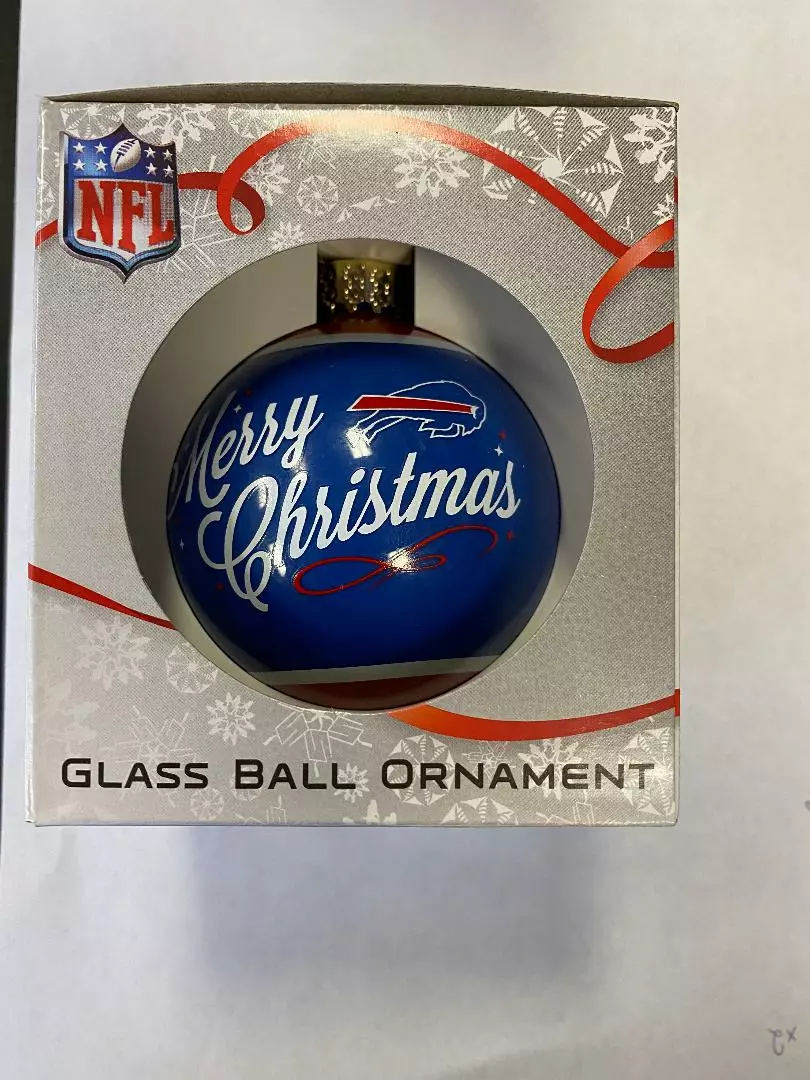 NFL
Merry
Christmas
GLASS BALL ORNAMENT